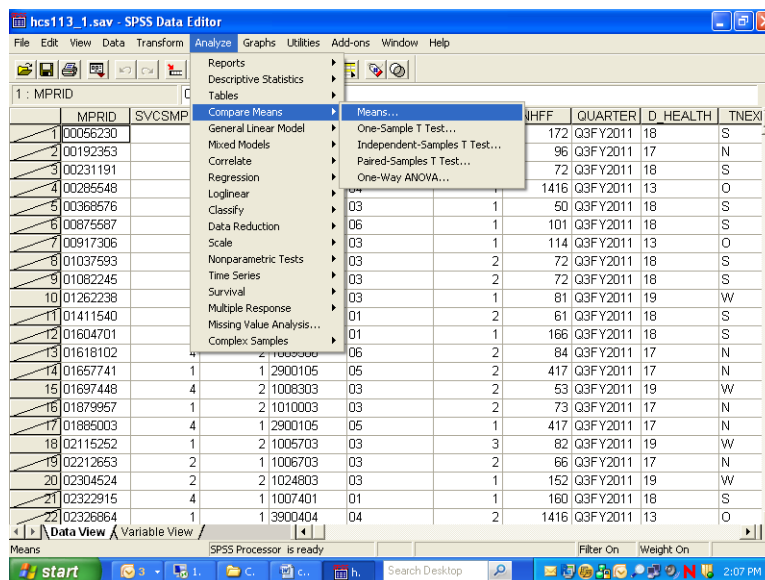 hcs113_1.sav - SPSS Data Editor
File Edit View Data Transform Analyze Graphs Utilities Add-ons Window Help
1 : MPRID
Reports
Descriptive Statistics
Tables
Compare Means
General Linear Model
Mixed Models
Correlate
Regression
Loglinear
Classify
Data Reduction
Scale
Nonparametric Tests
Time Series
Survival
Multiple Response
Missing Value Analysis...
Complex Samples
Means...
One-Sample T Test...
Independent-Samples T Test...
Paired-Samples T Test...
One-Way ANOVA...
MPRID SVCSMP NHFF QUARTER D_HEALTH TNEXI
1 00056230 172 Q3FY2011 18 S
2 00192353 96 Q3FY2011 17 N
3 00231191 72 Q3FY2011 18 S
4 00285548 1416 Q3FY2011 13 O
5 00368576 03 1 50 Q3FY2011 18 S
6 00875587 06 1 101 Q3FY2011 18 S
7 00917306 03 1 114 Q3FY2011 13 O
8 01037593 03 2 72 Q3FY2011 18 S
9 01082245 03 2 72 Q3FY2011 18 S
10 01262238 03 1 81 Q3FY2011 19 W
11 01411540 01 2 61 Q3FY2011 18 S
12 01604701 01 1 166 Q3FY2011 18 S
13 01618102 4 2 06 2 84 Q3FY2011 17 N
14 01657741 1 1 2900105 05 2 417 Q3FY2011 17 N
15 01697448 4 2 1008303 03 2 53 Q3FY2011 19 W
16 01879957 1 2 1010003 03 2 73 Q3FY2011 17 N
17 01885003 4 1 2900105 05 1 417 Q3FY2011 17 N
18 02115252 1 2 1005703 03 3 82 Q3FY2011 19 W
19 02212653 2 1 1006703 03 2 66 Q3FY2011 17 N
20 02304524 2 2 1024803 03 1 152 Q3FY2011 19 W
21 02322915 4 1 1007401 01 1 160 Q3FY2011 18 S
22 02326864 1 1 3900404 04 2 1416 Q3FY2011 13 O
Data View Variable View
Means SPSS Processor is ready Filter On Weight On
start 3 1. C. c.. h. Search Desktop 2:07 PM